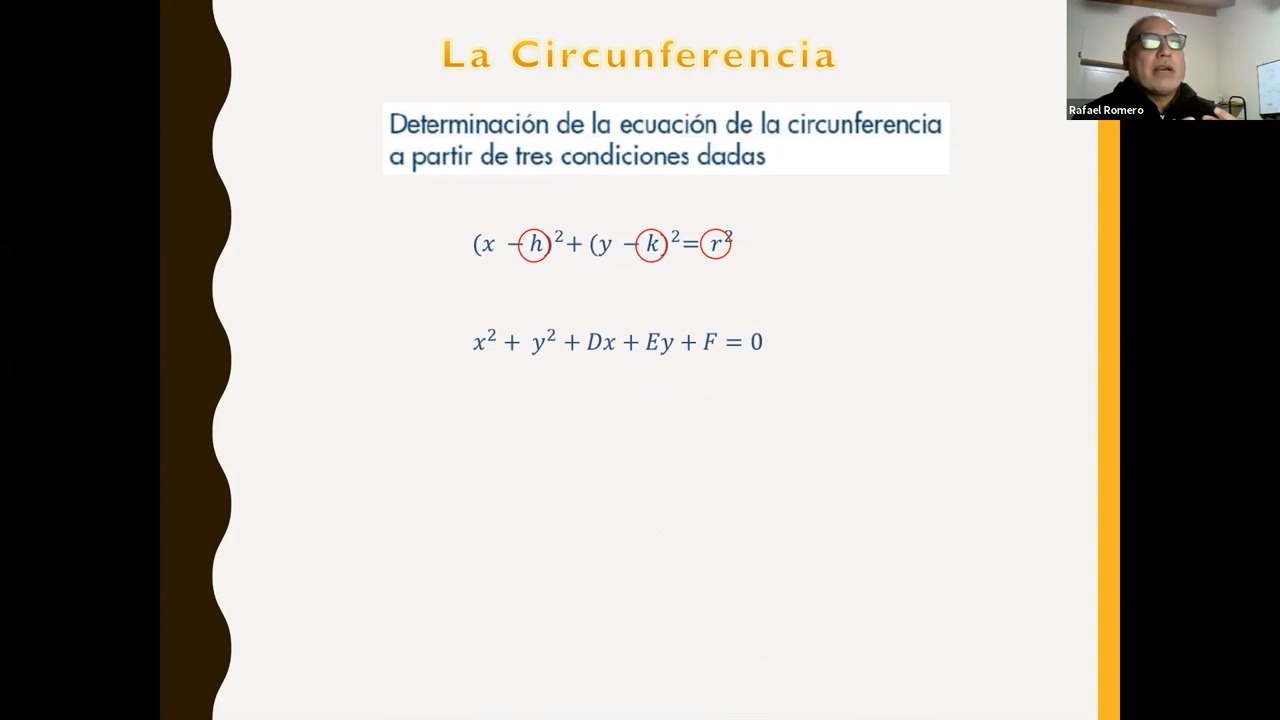 La Circunferencia
Rafael Romero
Determinación de la ecuación de la circunferencia
a partir de tres condiciones dadas
(x − h)² + (y − k)² = r²
x² + y² + Dx + Ey + F = 0